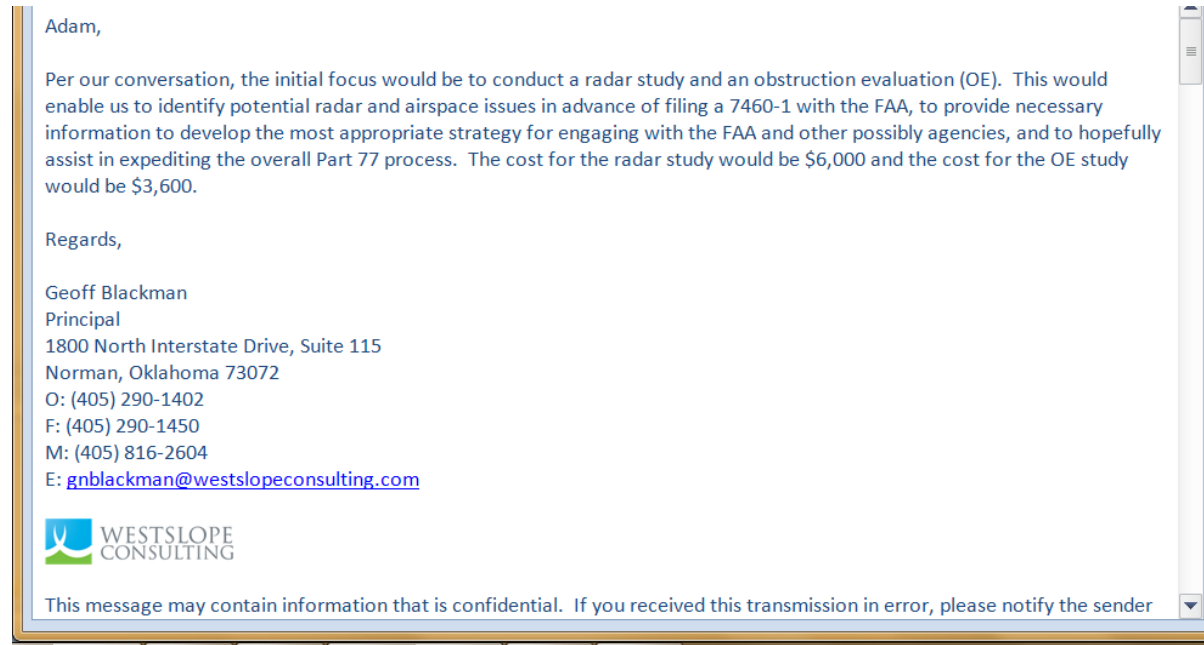 Adam,
Per our conversation, the initial focus would be to conduct a radar study and an obstruction evaluation (OE).  This would
enable us to identify potential radar and airspace issues in advance of filing a 7460-1 with the FAA, to provide necessary
information to develop the most appropriate strategy for engaging with the FAA and other possibly agencies, and to hopefully
assist in expediting the overall Part 77 process.  The cost for the radar study would be $6,000 and the cost for the OE study
would be $3,600.
Regards,
Geoff Blackman
Principal
1800 North Interstate Drive, Suite 115
Norman, Oklahoma 73072
O: (405) 290-1402
F: (405) 290-1450
M: (405) 816-2604
E: gnblackman@westslopeconsulting.com
WESTSLOPE
CONSULTING
This message may contain information that is confidential.  If you received this transmission in error, please notify the sender